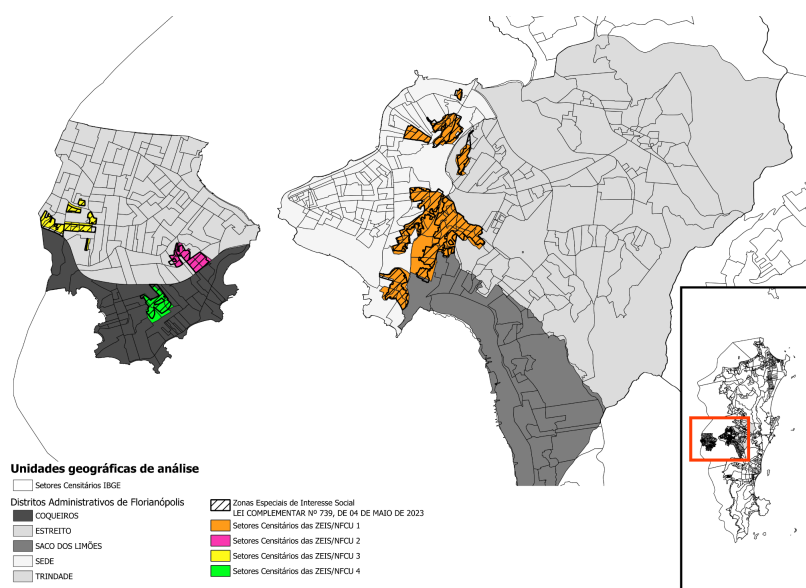 Unidades geográficas de análise
Setores Censitários IBGE
Distritos Administrativos de Florianópolis
COQUEIROS
ESTREITO
SACO DOS LIMÕES
SEDE
TRINDADE
Zonas Especiais de Interesse Social
LEI COMPLEMENTAR Nº 739, DE 04 DE MAIO DE 2023
Setores Censitários das ZEIS/NFCU 1
Setores Censitários das ZEIS/NFCU 2
Setores Censitários das ZEIS/NFCU 3
Setores Censitários das ZEIS/NFCU 4